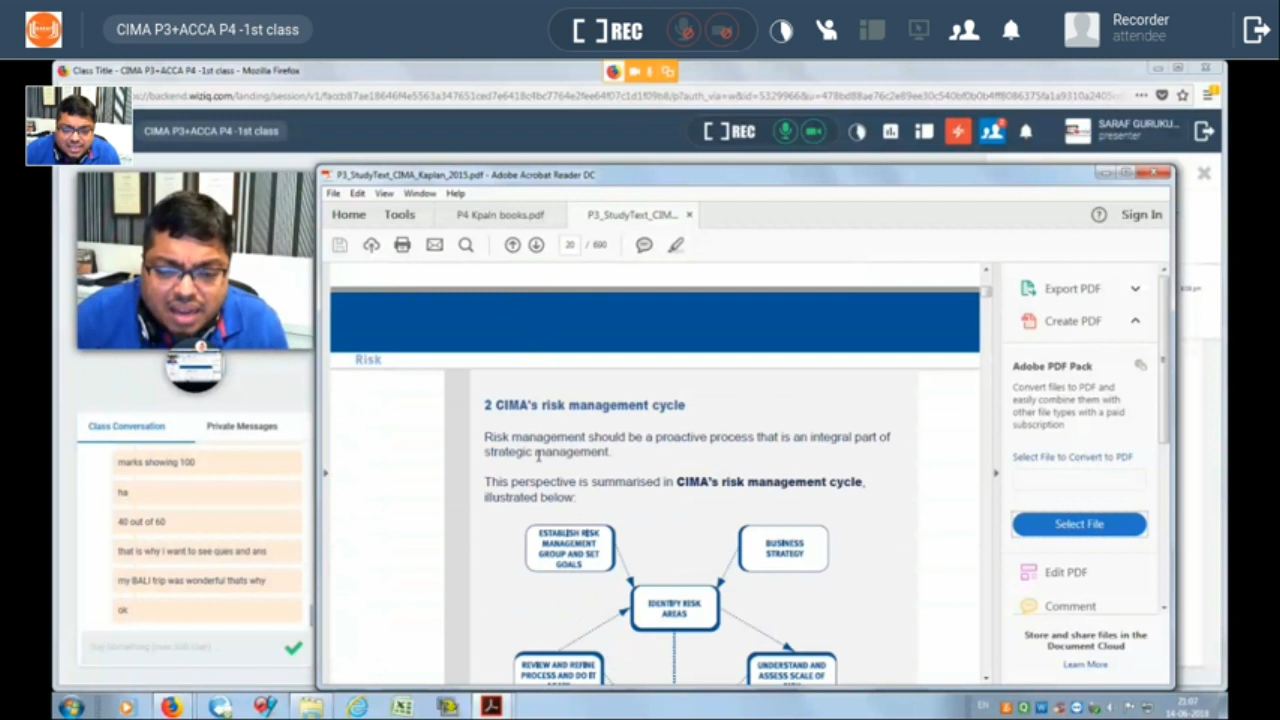 CIMA P3+ACCA P4 -1st class
REC
Recorder
attendee
Class Title - CIMA P3+ACCA P4 -1st class - Mozilla Firefox
CIMA P3+ACCA P4 -1st class
REC
SARAF GURUKU...
presenter
P3_StudyText_CIMA_Kaplan_2015.pdf - Adobe Acrobat Reader DC
File Edit View Window Help
Home Tools P4 Kpain books.pdf P3_StudyText_CIM... ×
Sign In
20 / 690
Export PDF
Create PDF
Adobe PDF Pack
Convert files to PDF and
easily combine them with
other file types with a paid
subscription
Select File to Convert to PDF
Select File
Edit PDF
Comment
Store and share files in the
Document Cloud
Learn More
Risk
2 CIMA's risk management cycle
Risk management should be a proactive process that is an integral part of
strategic management.
This perspective is summarised in CIMA's risk management cycle,
illustrated below:
ESTABLISH RISK
MANAGEMENT
GROUP AND SET
GOALS
BUSINESS
STRATEGY
IDENTIFY RISK
AREAS
REVIEW AND REFINE
PROCESS AND DO IT
UNDERSTAND AND
ASSESS SCALE OF
Class Conversation Private Messages
marks showing 100
ha
40 out of 60
that is why i want to see ques and ans
my BALI trip was wonderful thats why
ok
EN
21:07
14-06-2018